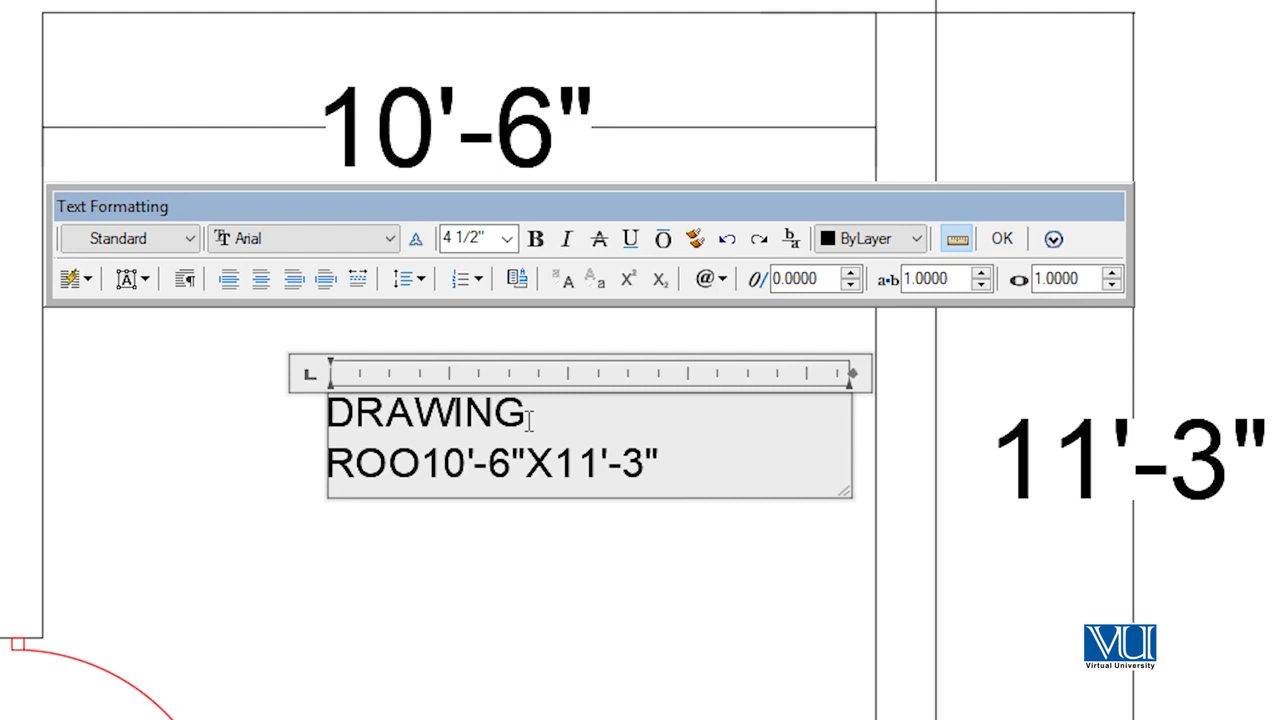 10'-6"
Text Formatting
Standard Arial 4 1/2" B I A U O b/a ByLayer OK
@ 0/ 0.0000 a•b 1.0000 1.0000
DRAWING
ROO10'-6"X11'-3"
11'-3"
VU
Virtual University